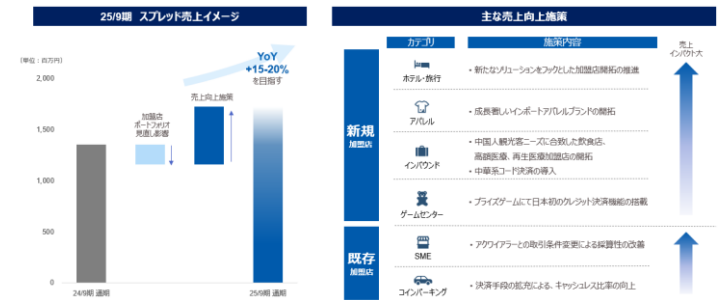 25/9期 スプレッド売上イメージ
(単位：百万円)
2,000
1,500
1,000
500
0
YoY
+15-20%
を目指す
売上向上施策
加盟店
ポートフォリオ
見直し影響
24/9期 通期
25/9期 通期
主な売上向上施策
カテゴリ
施策内容
売上
インパクト大
新規
加盟店
ホテル・旅行
・新たなソリューションをフックとした加盟店開拓の推進
アパレル
・成長著しいインポートアパレルブランドの開拓
インバウンド
・中国人観光客ニーズに合致した飲食店、
高額医療、再生医療加盟店の開拓
・中華系コード決済の導入
ゲームセンター
・プライズゲームにて日本初のクレジット決済機能の搭載
既存
加盟店
SME
・アクワイアラーとの取引条件変更による採算性の改善
コインパーキング
・決済手段の拡充による、キャッシュレス比率の向上